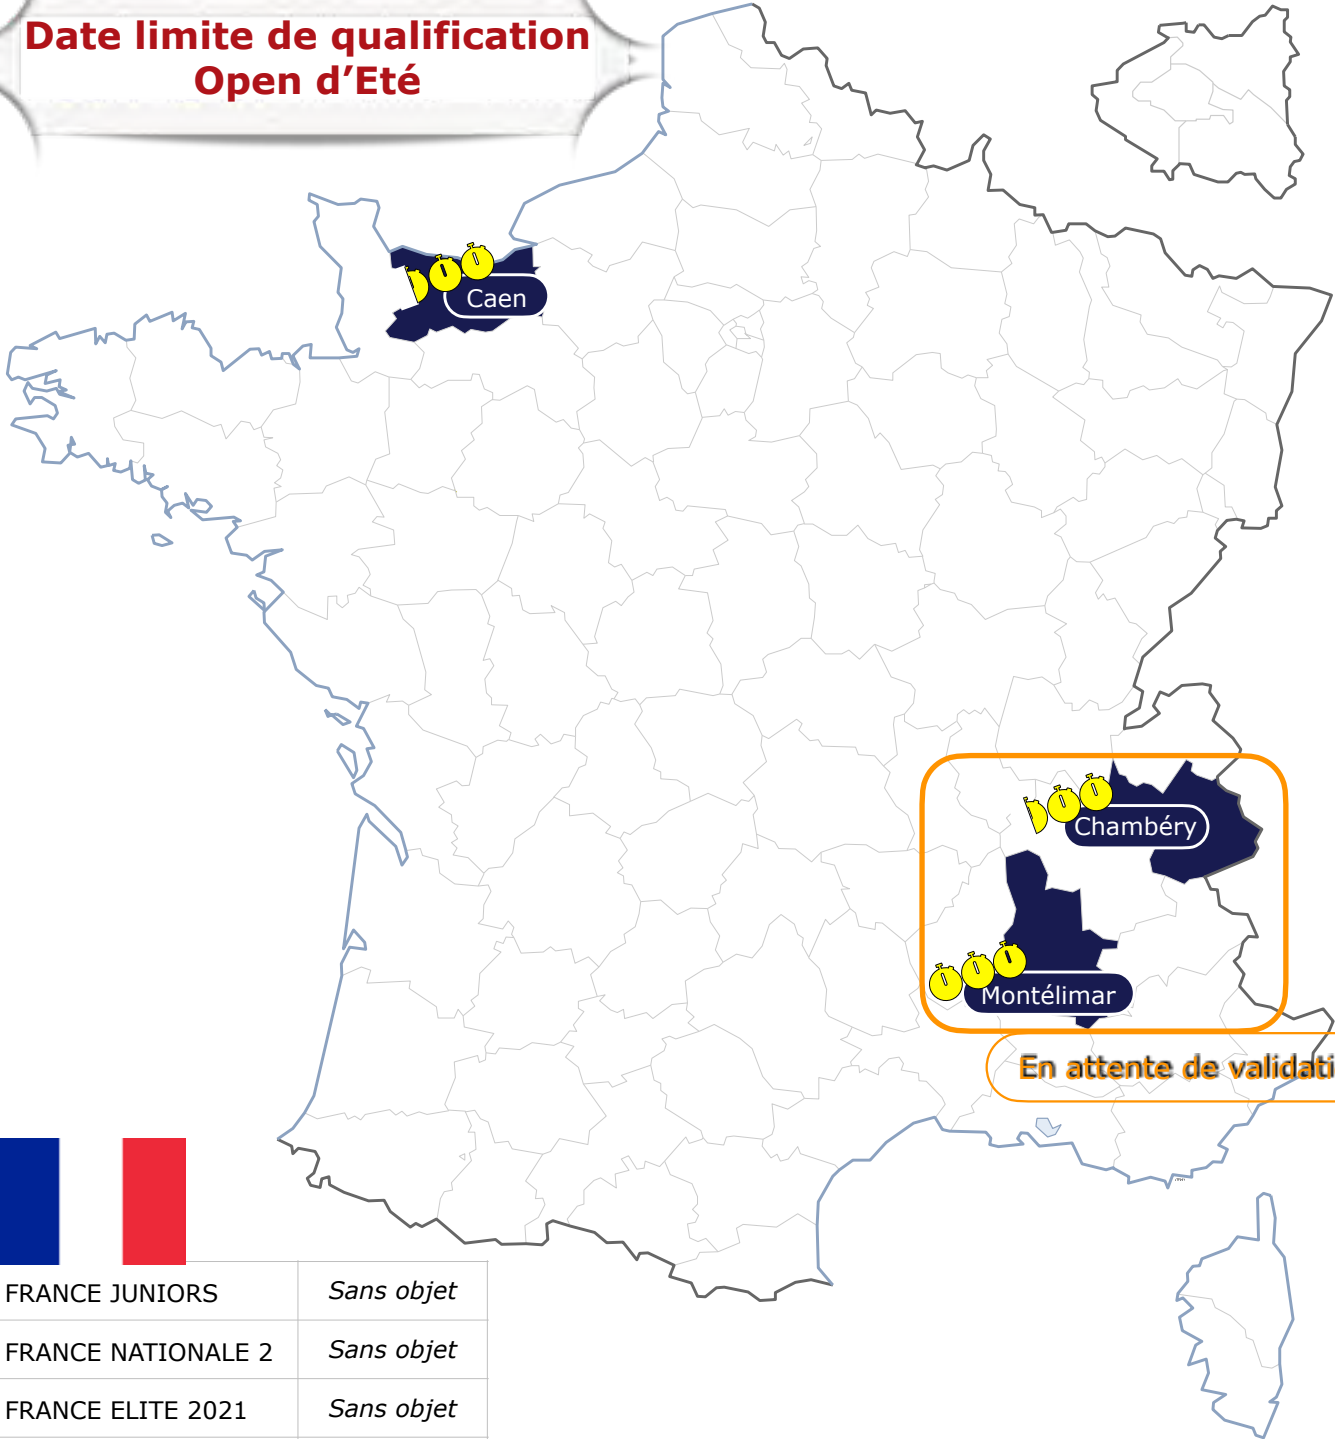 Date limite de qualification
Open d’Eté
Caen
Chambéry
Montélimar
En attente de validati
FRANCE JUNIORS Sans objet
FRANCE NATIONALE 2 Sans objet
FRANCE ELITE 2021 Sans objet